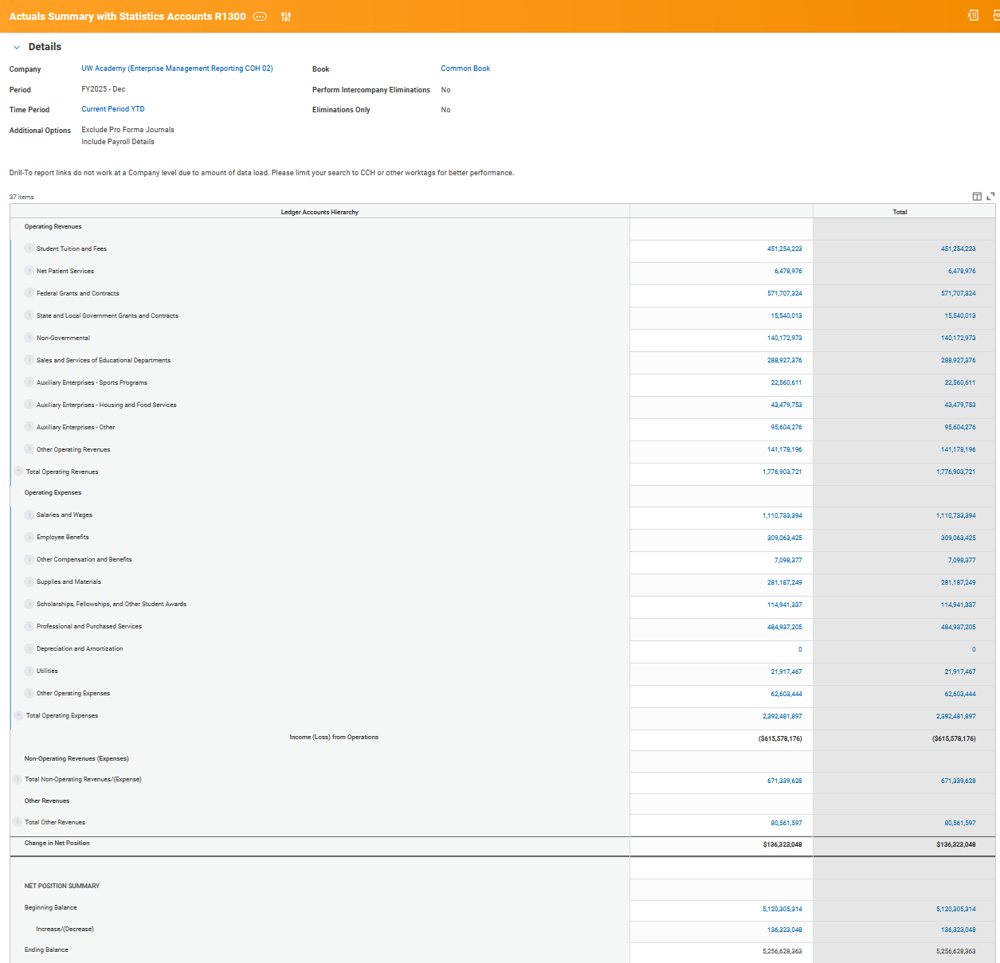 Actuals Summary with Statistics Accounts R1300
Details
Company UW Academy (Enterprise Management Reporting COH 02) Book Common Book
Period FY2025 - Dec Perform Intercompany Eliminations No
Time Period Current Period YTD Eliminations Only No
Additional Options Exclude Pro Forma Journals
Include Payroll Details
Drill-To report links do not work at a Company level due to amount of data load. Please limit your search to CCH or other worktags for better performance.
37 items
Ledger Accounts Hierarchy Total
Operating Revenues
Student Tuition and Fees 451,254,223 451,254,223
Net Patient Services 6,478,976 6,478,976
Federal Grants and Contracts 571,707,324 571,707,324
State and Local Government Grants and Contracts 15,540,013 15,540,013
Non-Governmental 140,172,973 140,172,973
Sales and Services of Educational Departments 288,927,376 288,927,376
Auxiliary Enterprises - Sports Programs 22,560,611 22,560,611
Auxiliary Enterprises - Housing and Food Services 43,479,753 43,479,753
Auxiliary Enterprises - Other 95,604,276 95,604,276
Other Operating Revenues 141,178,196 141,178,196
Total Operating Revenues 1,776,903,721 1,776,903,721
Operating Expenses
Salaries and Wages 1,110,733,394 1,110,733,394
Employee Benefits 309,063,425 309,063,425
Other Compensation and Benefits 7,098,377 7,098,377
Supplies and Materials 281,187,249 281,187,249
Scholarships, Fellowships, and Other Student Awards 114,941,337 114,941,337
Professional and Purchased Services 484,937,205 484,937,205
Depreciation and Amortization 0 0
Utilities 21,917,467 21,917,467
Other Operating Expenses 62,603,444 62,603,444
Total Operating Expenses 2,392,481,897 2,392,481,897
Income (Loss) from Operations ($615,578,176) ($615,578,176)
Non-Operating Revenues (Expenses)
Total Non-Operating Revenues/(Expense) 671,339,628 671,339,628
Other Revenues
Total Other Revenues 80,561,597 80,561,597
Change in Net Position $136,323,048 $136,323,048
NET POSITION SUMMARY
Beginning Balance 5,120,305,314 5,120,305,314
Increase/(Decrease) 136,323,048 136,323,048
Ending Balance 5,256,628,363 5,256,628,363